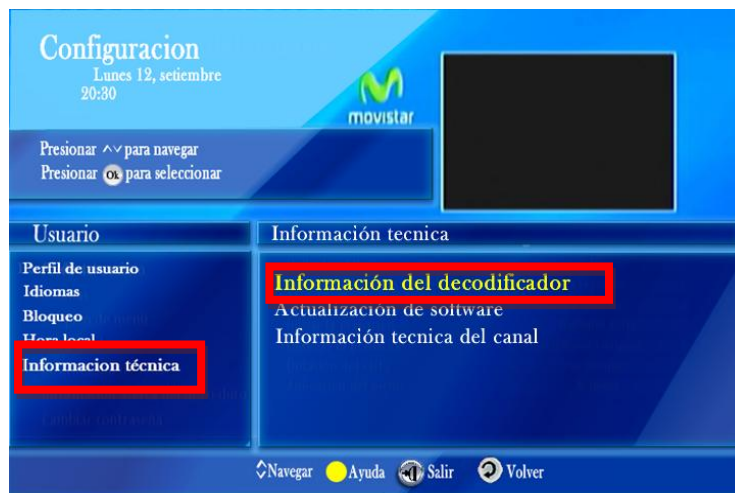 Configuracion
Lunes 12, setiembre
20:30
movistar
Presionar ^˅ para navegar
Presionar Ok para seleccionar
Usuario
Información tecnica
Perfil de usuario
Idiomas
Bloqueo
Hora local
Informacion técnica
Información del decodificador
Actualización de software
Información tecnica del canal
Navegar Ayuda Salir Volver